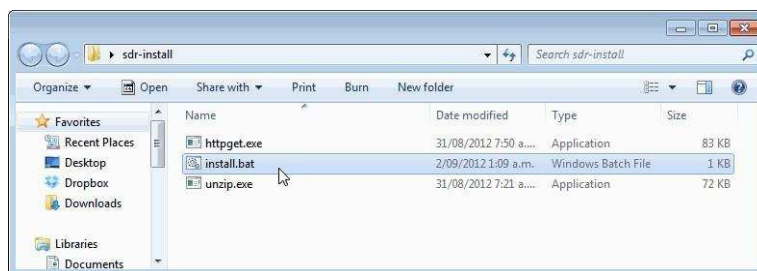 sdr-install
Search sdr-install
Organize Open Share with Print Burn New folder
Favorites
Recent Places
Desktop
Dropbox
Downloads
Libraries
Documents
Name Date modified Type Size
httpget.exe 31/08/2012 7:50 a.... Application 83 KB
install.bat 2/09/2012 1:09 a.m. Windows Batch File 1 KB
unzip.exe 31/08/2012 7:21 a.... Application 72 KB